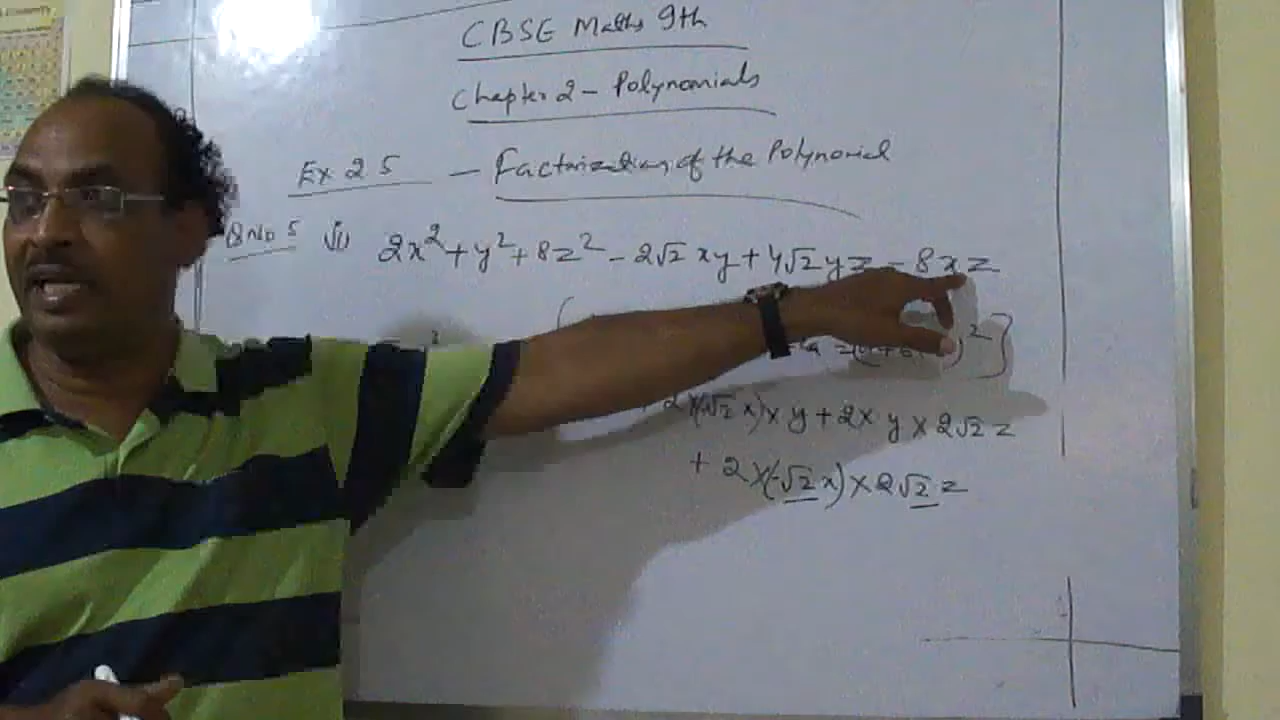 CBSE Maths 9th
Chapter 2 - Polynomials
Ex 2 5 - Factorization of the Polynomial
Q No 5 (ii) 2x² + y² + 8z² - 2√2 xy + 4√2 yz - 8xz
)² }
2×(-√2 x) × y + 2 × y × 2√2 z
+ 2×(-√2 x) × 2√2 z